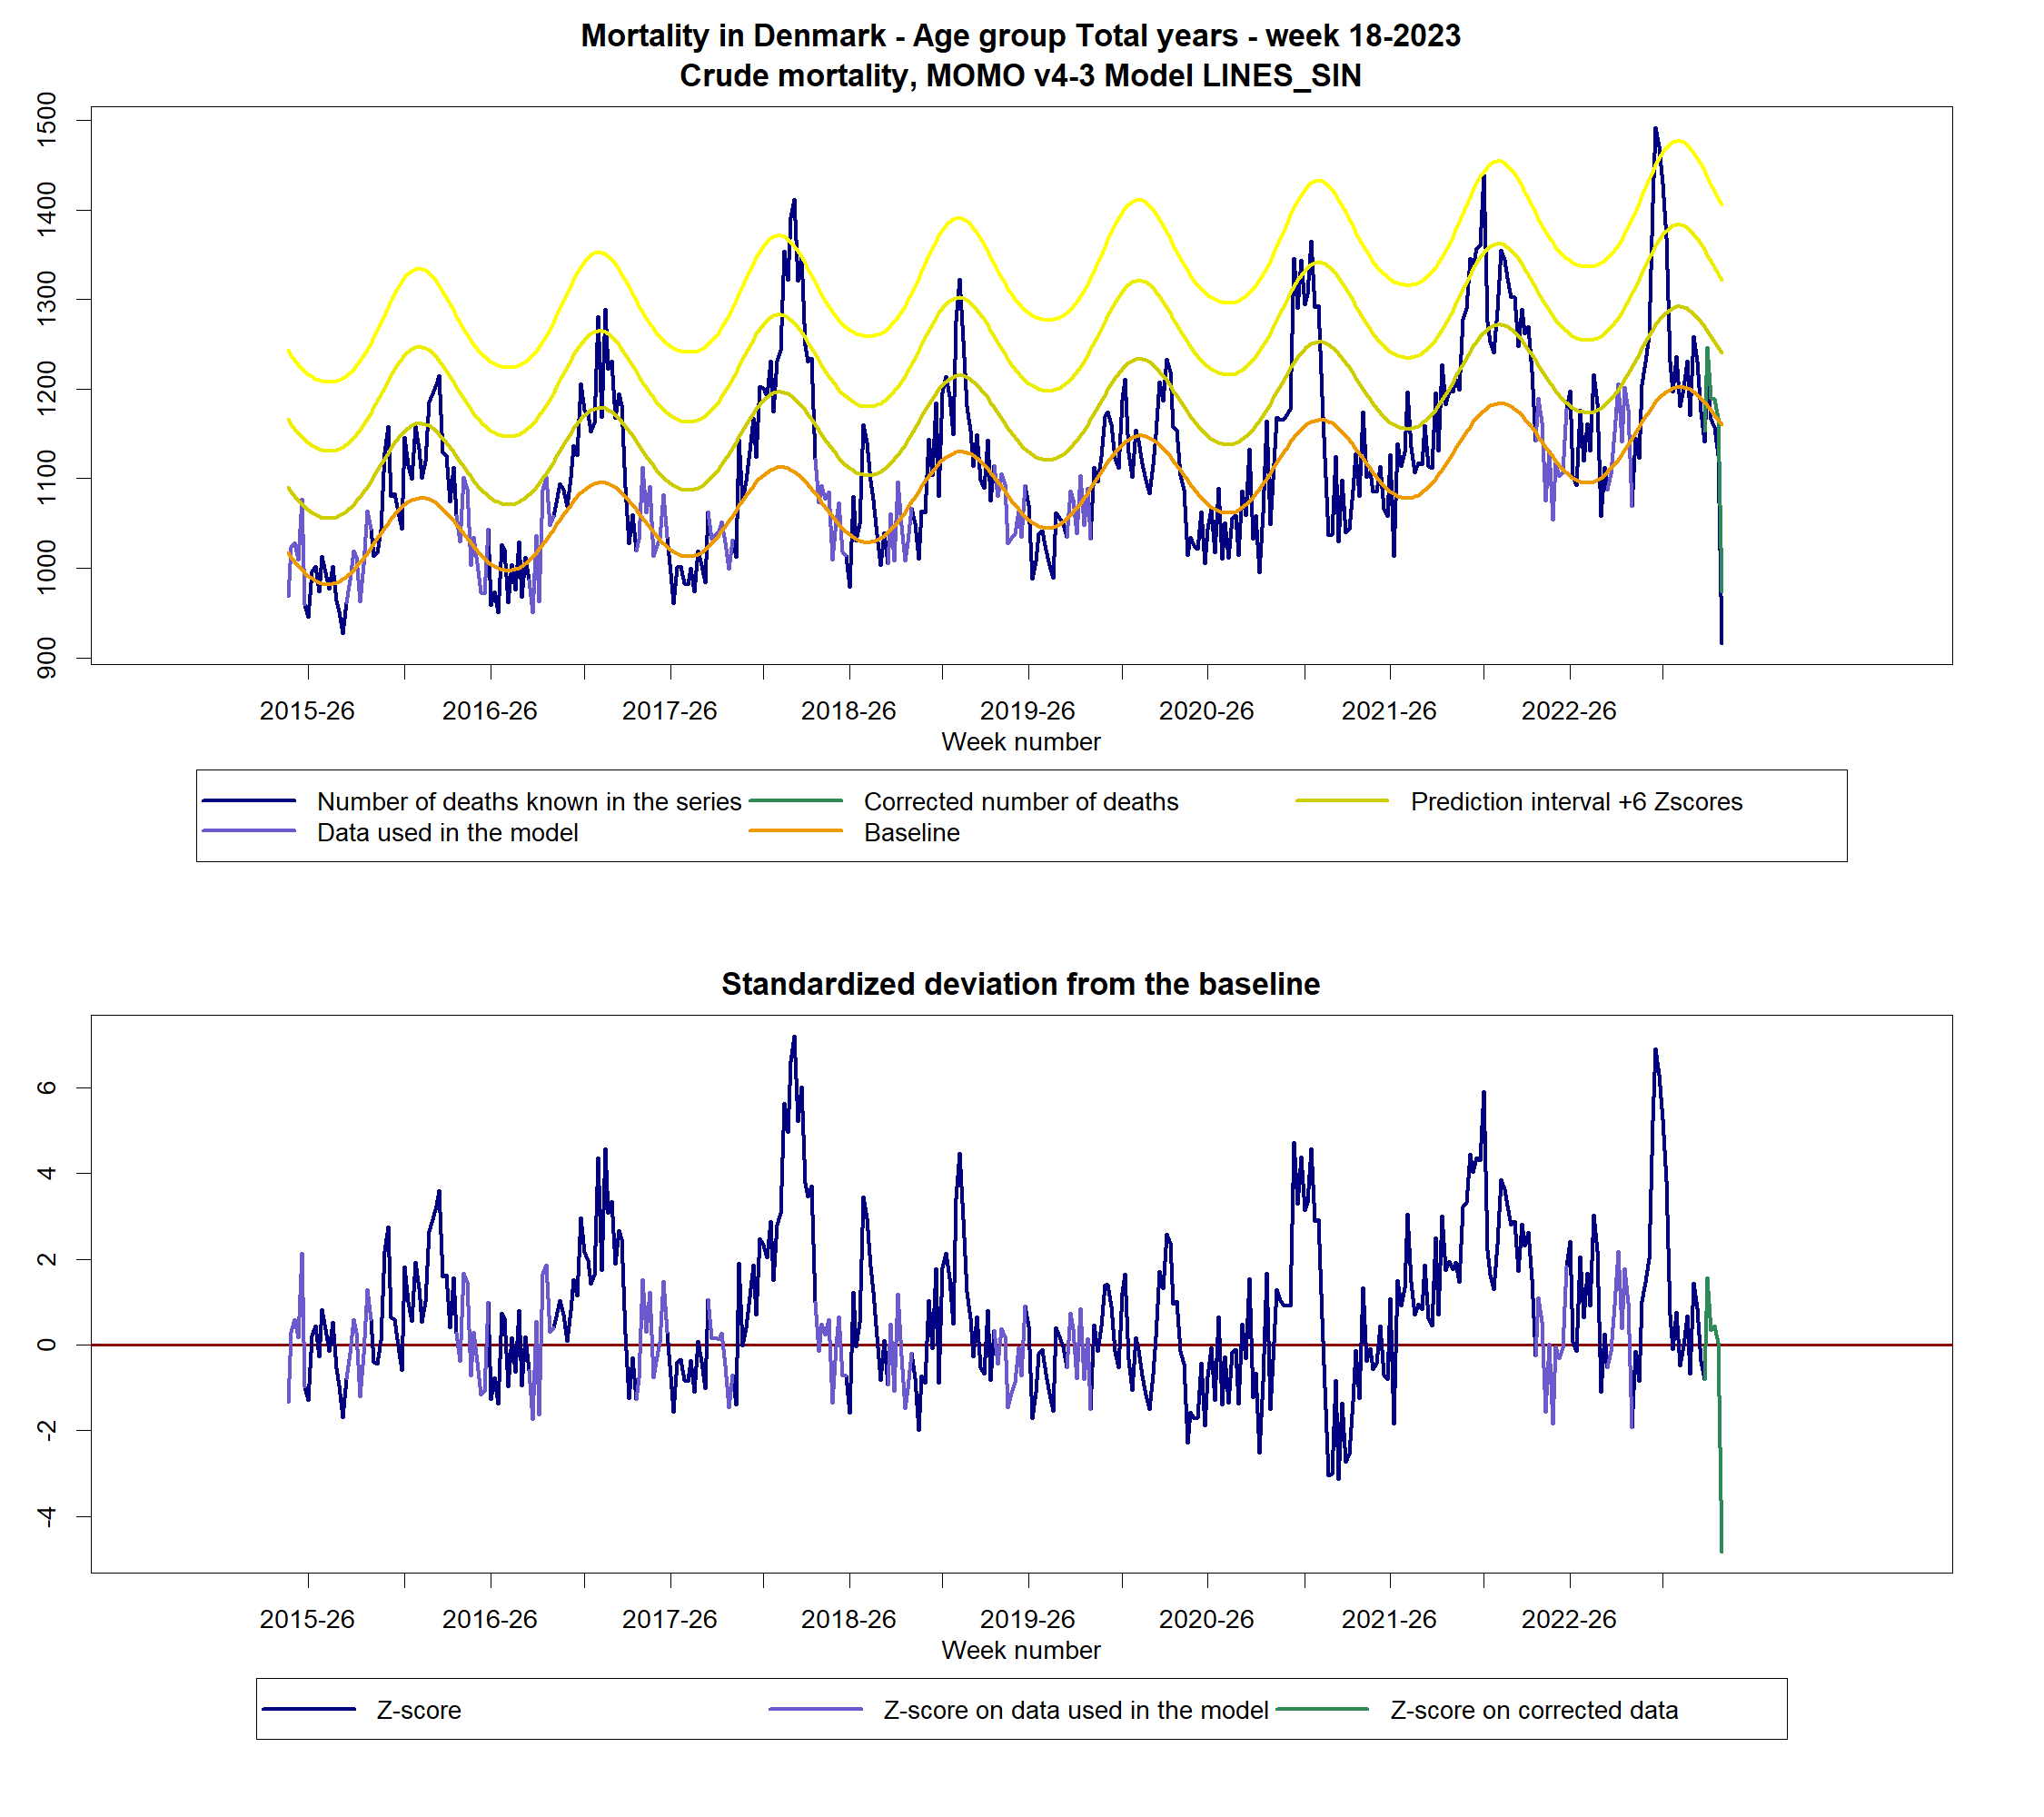 Mortality in Denmark - Age group Total years - week 18-2023
Crude mortality, MOMO v4-3 Model LINES_SIN
1500
1400
1300
1200
1100
1000
900
2015-26 2016-26 2017-26 2018-26 2019-26 2020-26 2021-26 2022-26
Week number
Number of deaths known in the series Corrected number of deaths Prediction interval +6 Zscores
Data used in the model Baseline
Standardized deviation from the baseline
6
4
2
0
-2
-4
2015-26 2016-26 2017-26 2018-26 2019-26 2020-26 2021-26 2022-26
Week number
Z-score Z-score on data used in the model Z-score on corrected data